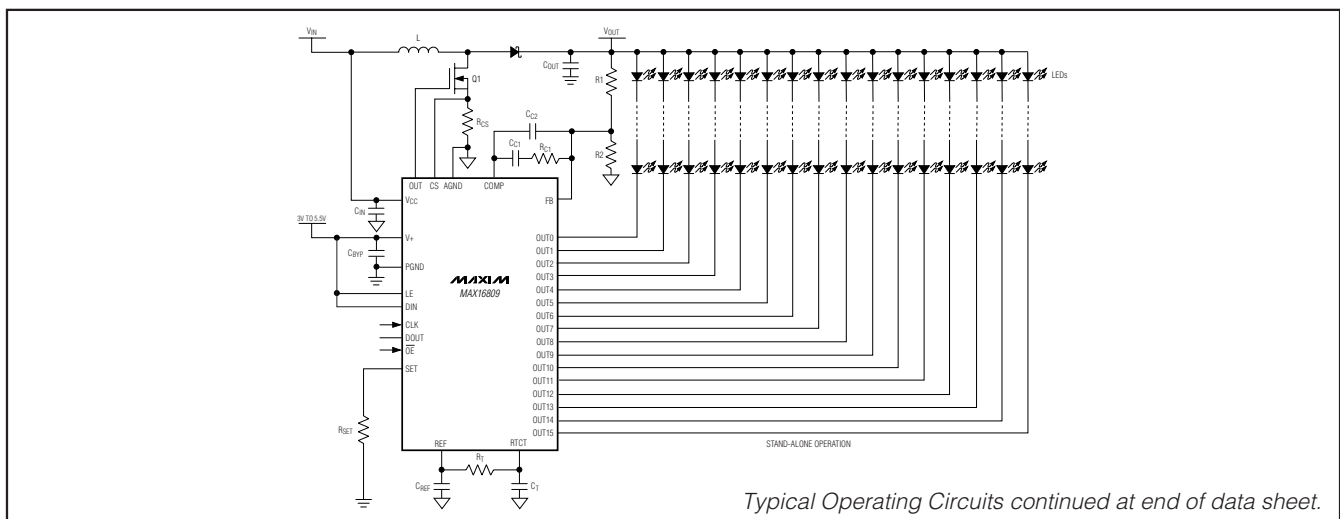 VIN
L
VOUT
COUT
LEDs
Q1
R1
CC2
RCS
CC1
RC1
R2
OUT
CS
AGND
COMP
CIN
VCC
FB
3V TO 5.5V
V+
CBYP
PGND
OUT0
OUT1
OUT2
OUT3
OUT4
OUT5
OUT6
OUT7
OUT8
OUT9
OUT10
OUT11
OUT12
OUT13
OUT14
OUT15
MAXIM
MAX16809
LE
DIN
CLK
DOUT
OE
SET
RSET
REF
RTCT
RT
CREF
CT
STAND-ALONE OPERATION
Typical Operating Circuits continued at end of data sheet.